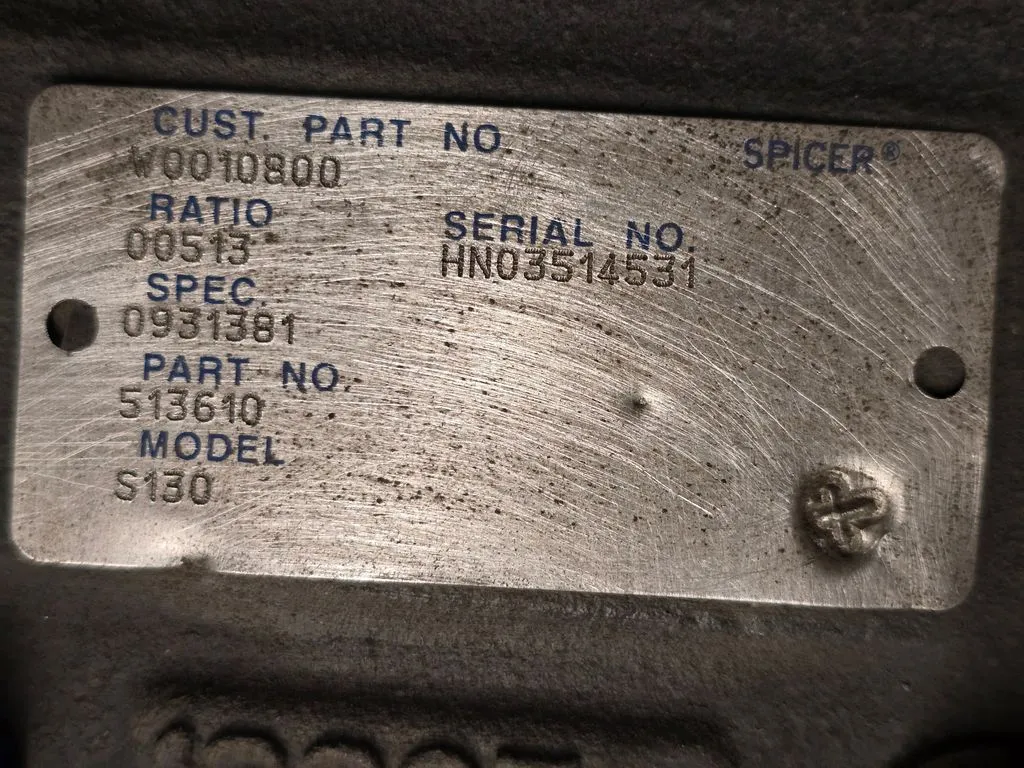 CUST. PART NO.
W0010800
SPICER®
RATIO
00513
SERIAL NO.
HN03514531
SPEC.
0931381
PART NO.
513610
MODEL
S130